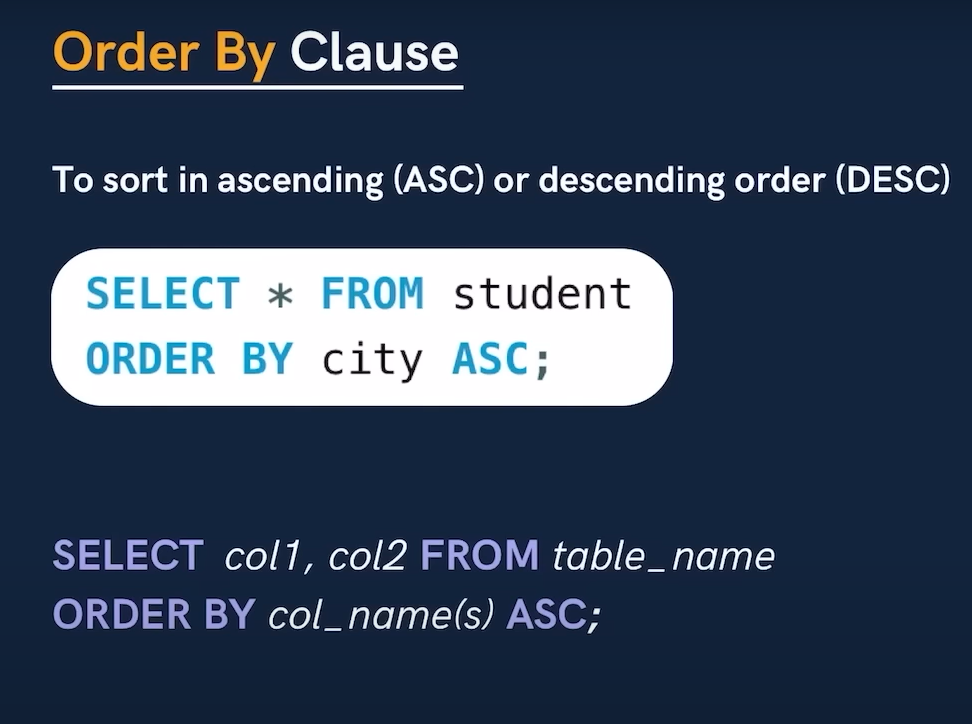 Order By Clause
To sort in ascending (ASC) or descending order (DESC)
SELECT * FROM student
ORDER BY city ASC;
SELECT col1, col2 FROM table_name
ORDER BY col_name(s) ASC;